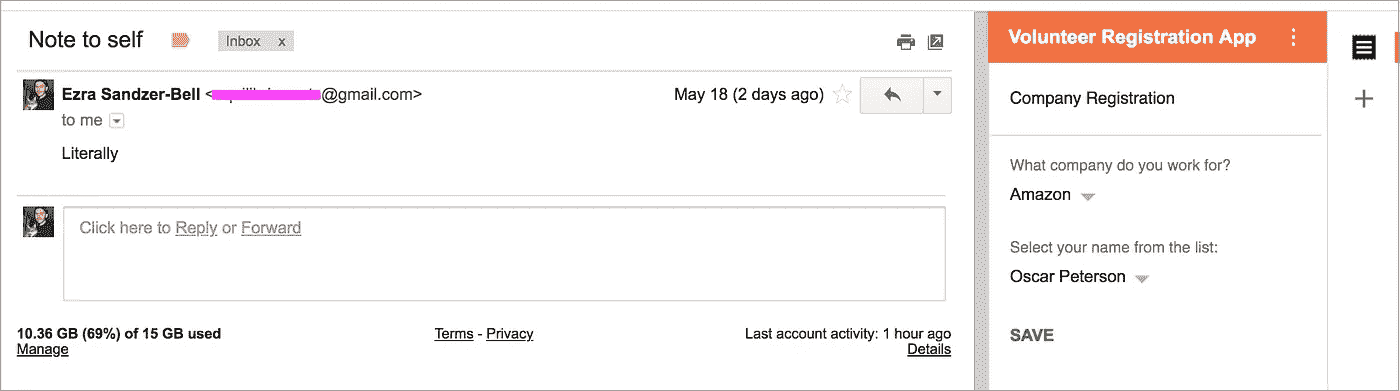 Note to self
Inbox x
Ezra Sandzer-Bell < @gmail.com>
May 18 (2 days ago)
to me
Literally
Click here to Reply or Forward
10.36 GB (69%) of 15 GB used
Manage
Terms - Privacy
Last account activity: 1 hour ago
Details
Volunteer Registration App
Company Registration
What company do you work for?
Amazon
Select your name from the list:
Oscar Peterson
SAVE